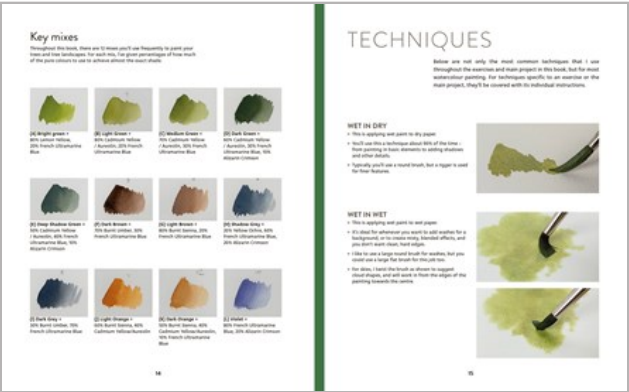 Key mixes
Throughout this book, there are 12 mixes you'll use frequently to paint your
trees and tree landscapes. For each mix, I've given percentages of how much
of the pure colours to use to achieve almost the exact shade.
(A) Bright green =
80% Lemon Yellow,
20% French Ultramarine
Blue
(B) Light Green =
80% Cadmium Yellow
/ Aureolin, 20% French
Ultramarine Blue
(C) Medium Green =
70% Cadmium Yellow
/ Aureolin, 30% French
Ultramarine Blue
(D) Dark Green =
60% Cadmium Yellow
/ Aureolin, 30% French
Ultramarine Blue, 10%
Alizarin Crimson
(E) Deep Shadow Green =
50% Cadmium Yellow
/ Aureolin, 40% French
Ultramarine Blue, 10%
Alizarin Crimson
(F) Dark Brown =
70% Burnt Umber, 30%
French Ultramarine Blue
(G) Light Brown =
80% Burnt Sienna, 20%
French Ultramarine Blue
(H) Shadow Grey =
Yellow Ochre, 60%
French Ultramarine Blue,
20% Alizarin Crimson
(I) Dark Grey =
30% Burnt Umber, 70%
French Ultramarine Blue
(J) Light Orange =
Burnt Sienna,
Cadmium Yellow/Aureolin
(K) Dark Orange =
50% Burnt Sienna, 40%
Cadmium Yellow/Aureolin,
10% French Ultramarine
Blue
(L) Violet =
80% French Ultramarine
Blue, 20% Alizarin Crimson
14
TECHNIQUES
Below are not only the most common techniques that I use
throughout the exercises and main project in this book, but for most
watercolour painting. For techniques specific to an exercise or the
main project, they'll be covered with its individual instructions.
WET IN DRY
• This is applying wet paint to dry paper.
• You'll use this technique about 90% of the time -
from painting in basic elements to adding shadows
and other details.
• Typically you'll use a round brush, but a rigger is used
for finer features.
WET IN WET
• This is applying wet paint to wet paper.
• It's ideal for whenever you want to add washes for a
background, or to create misty, blended effects, and
you don't want clean, hard edges.
• I like to use a large round brush for washes, but you
could use a large flat brush for this job too.
• For skies, I twist the brush as shown to suggest
cloud shapes, and will work in from the edges of the
painting towards the centre.
15